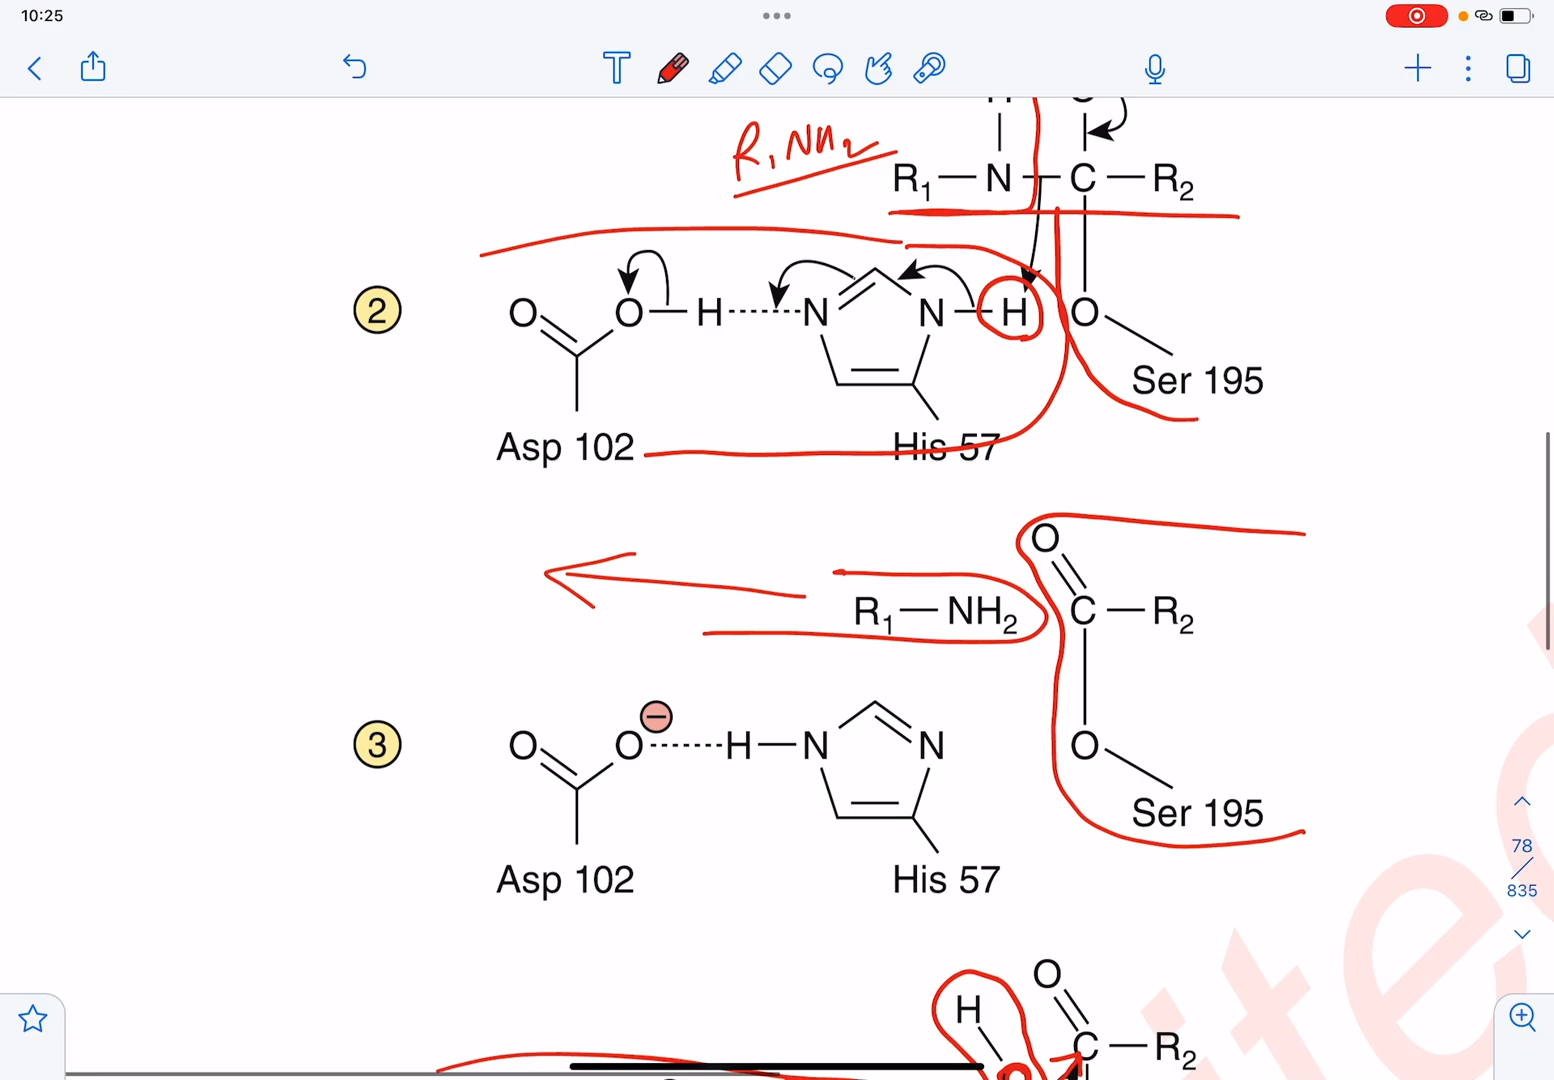 10:25
T
H O
R₁NH₂
R₁—N—C—R₂
2
O O—H N N—H O
Ser 195
Asp 102 His 57
O
R₁—NH₂ C—R₂
3
O O H—N N O
Ser 195
Asp 102 His 57
78
835
O
H
C—R₂
ite